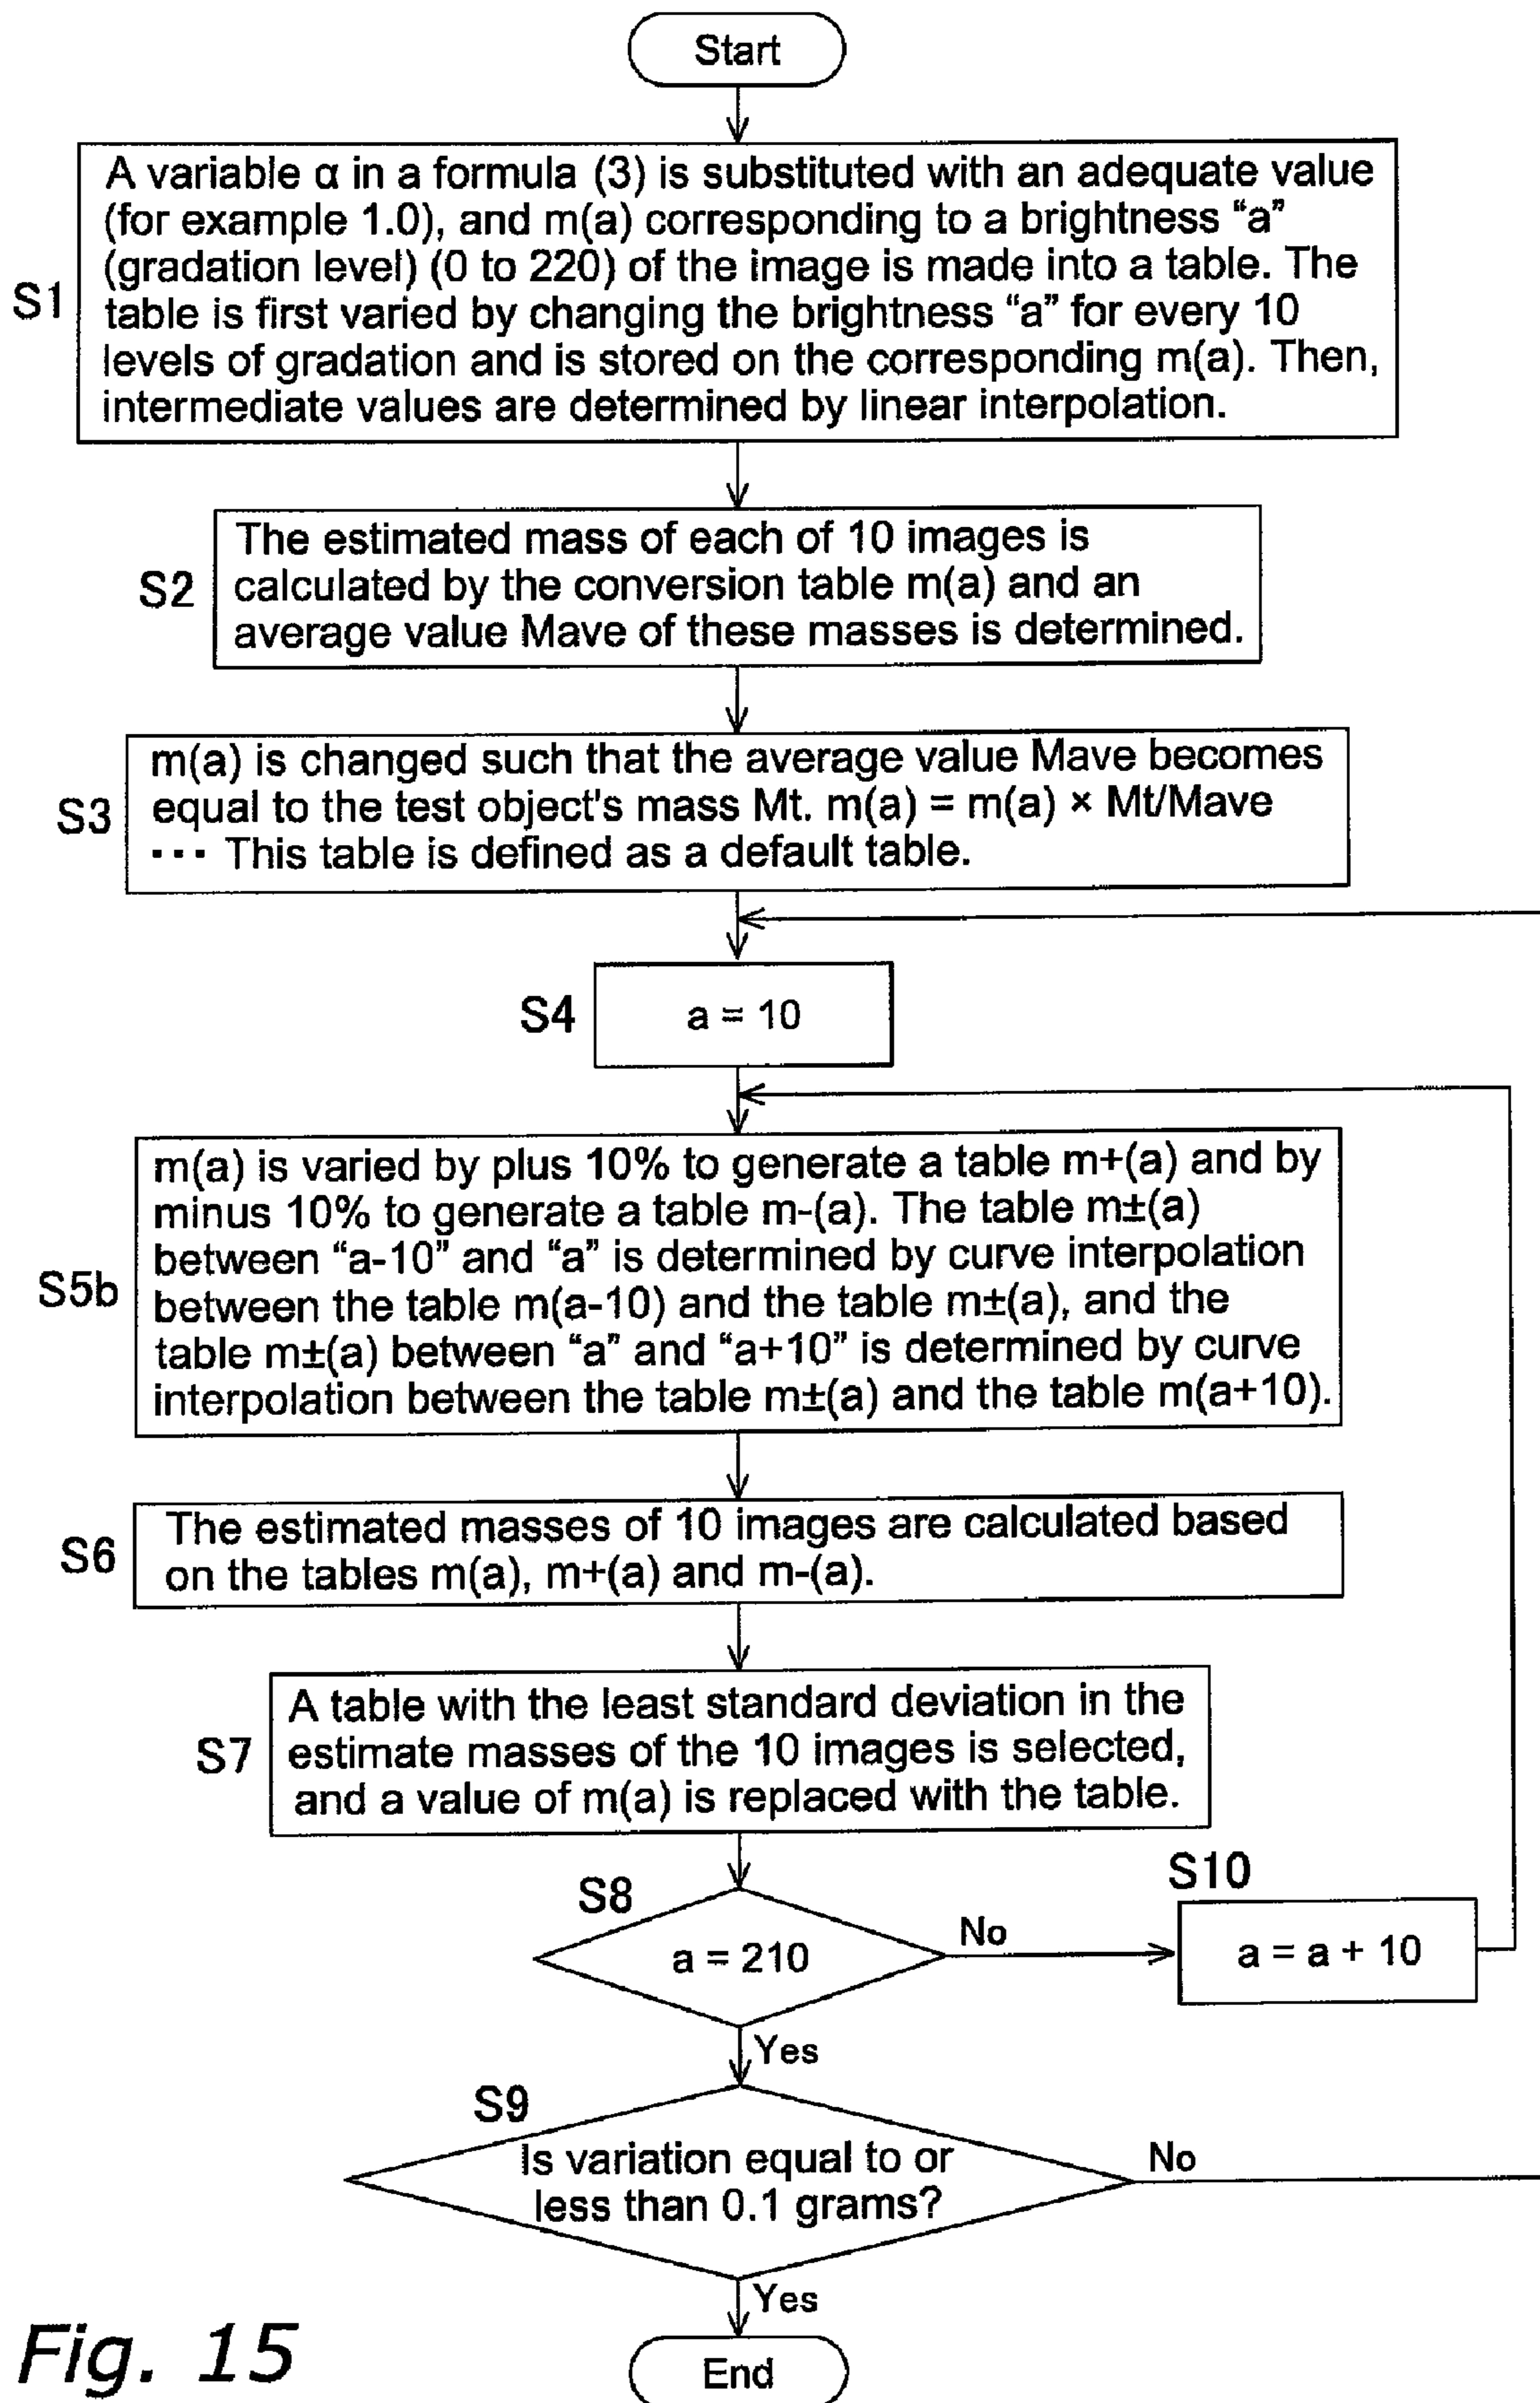 Start
S1
A variable α in a formula (3) is substituted with an adequate value
(for example 1.0), and m(a) corresponding to a brightness “a”
(gradation level) (0 to 220) of the image is made into a table. The
table is first varied by changing the brightness “a” for every 10
levels of gradation and is stored on the corresponding m(a). Then,
intermediate values are determined by linear interpolation.
S2
The estimated mass of each of 10 images is
calculated by the conversion table m(a) and an
average value Mave of these masses is determined.
S3
m(a) is changed such that the average value Mave becomes
equal to the test object's mass Mt. m(a) = m(a) × Mt/Mave
··· This table is defined as a default table.
S4
a = 10
S5b
m(a) is varied by plus 10% to generate a table m+(a) and by
minus 10% to generate a table m-(a). The table m±(a)
between “a-10” and “a” is determined by curve interpolation
between the table m(a-10) and the table m±(a), and the
table m±(a) between “a” and “a+10” is determined by curve
interpolation between the table m±(a) and the table m(a+10).
S6
The estimated masses of 10 images are calculated based
on the tables m(a), m+(a) and m-(a).
S7
A table with the least standard deviation in the
estimate masses of the 10 images is selected,
and a value of m(a) is replaced with the table.
S8
a = 210
No
S10
a = a + 10
Yes
S9
Is variation equal to or
less than 0.1 grams?
No
Yes
End
Fig. 15